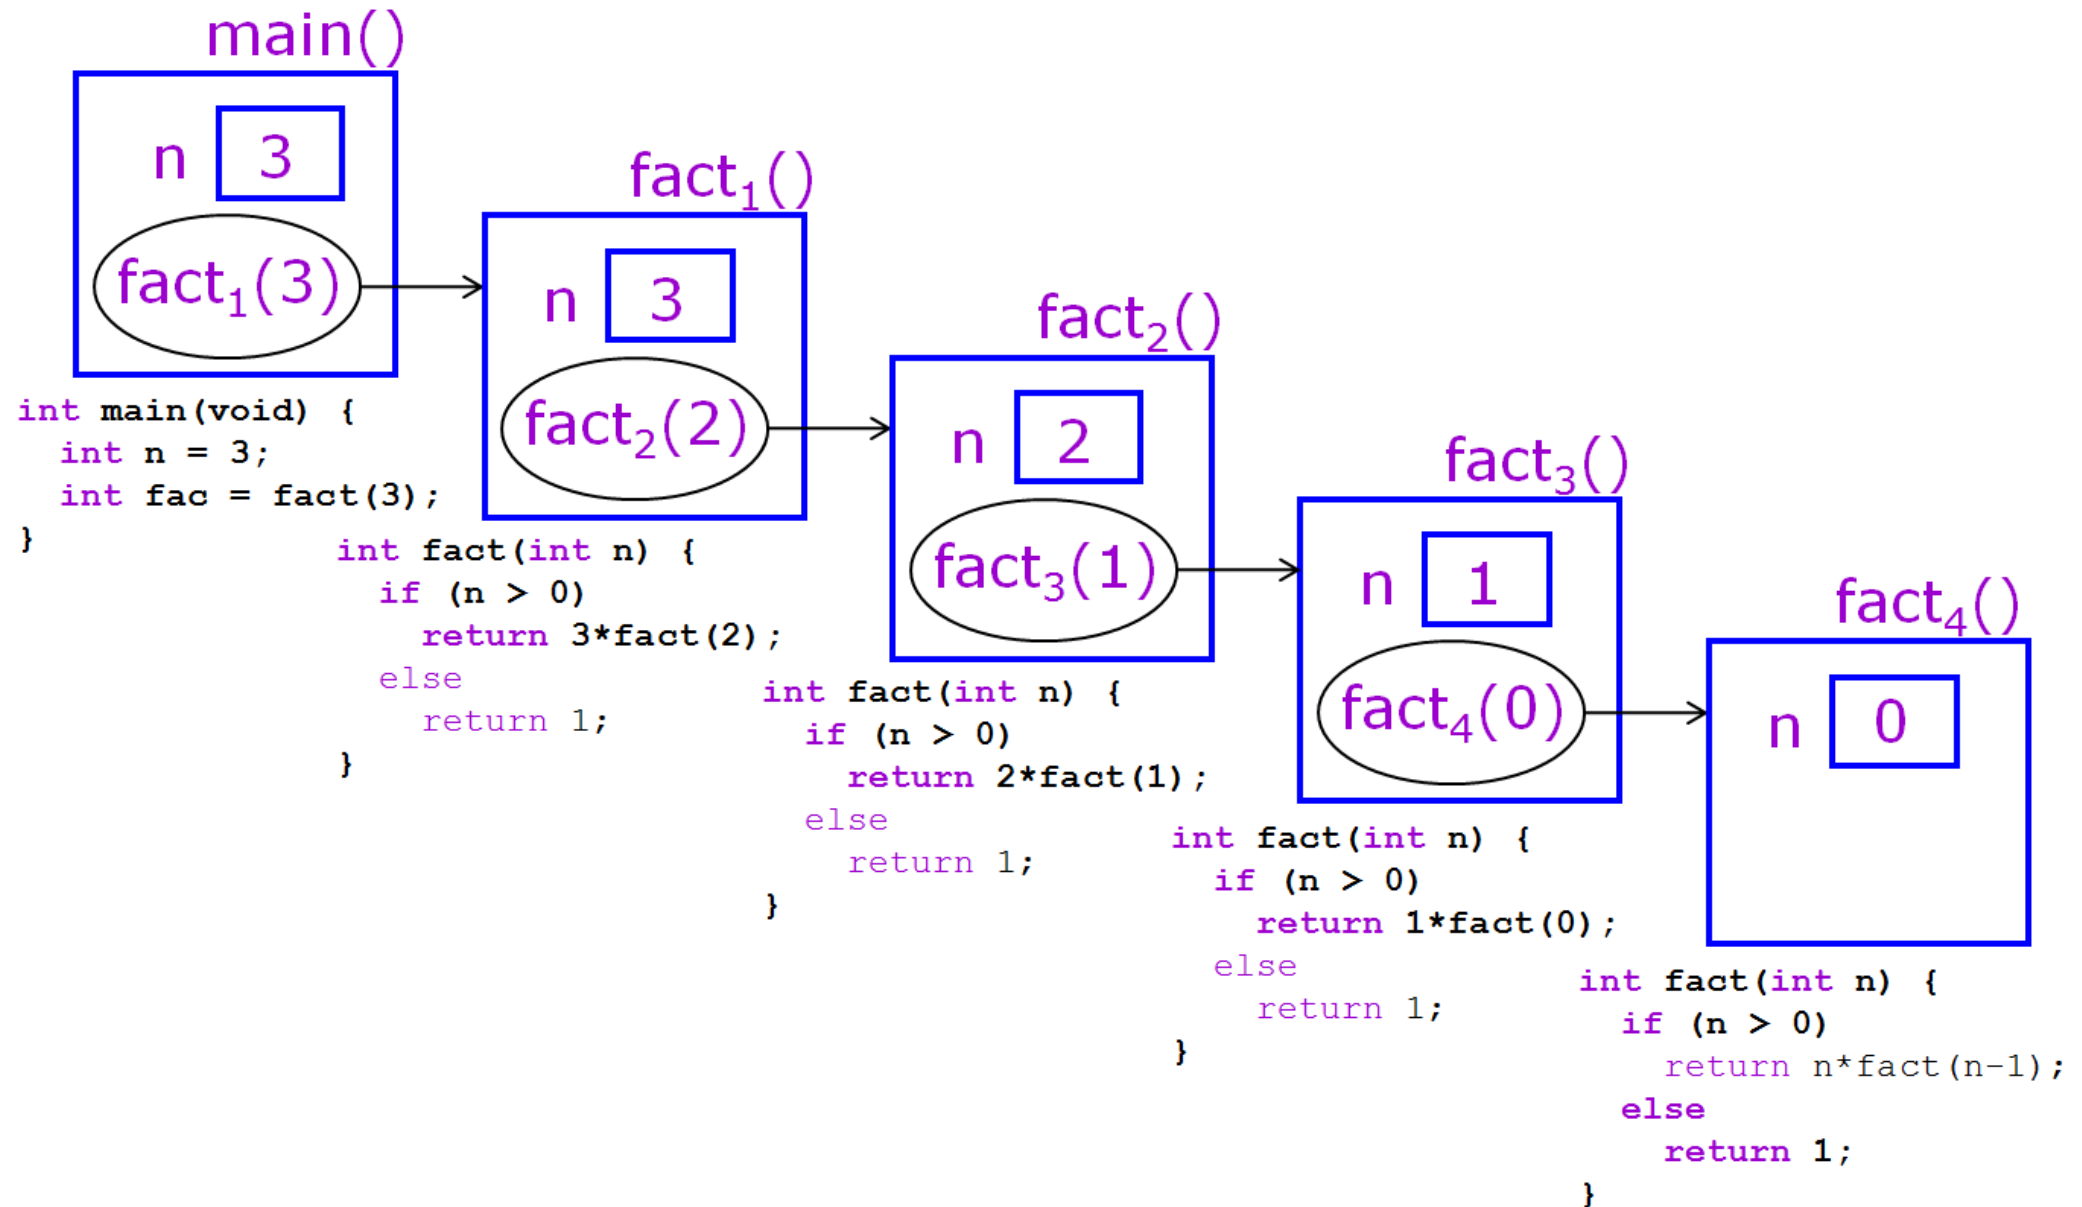 main()
n 3
fact₁(3)
int main(void) {
  int n = 3;
  int fac = fact(3);
}
fact₁()
n 3
fact₂(2)
int fact(int n) {
  if (n > 0)
    return 3*fact(2);
  else
    return 1;
}
fact₂()
n 2
fact₃(1)
int fact(int n) {
  if (n > 0)
    return 2*fact(1);
  else
    return 1;
}
fact₃()
n 1
fact₄(0)
int fact(int n) {
  if (n > 0)
    return 1*fact(0);
  else
    return 1;
}
fact₄()
n 0
int fact(int n) {
  if (n > 0)
    return n*fact(n-1);
  else
    return 1;
}